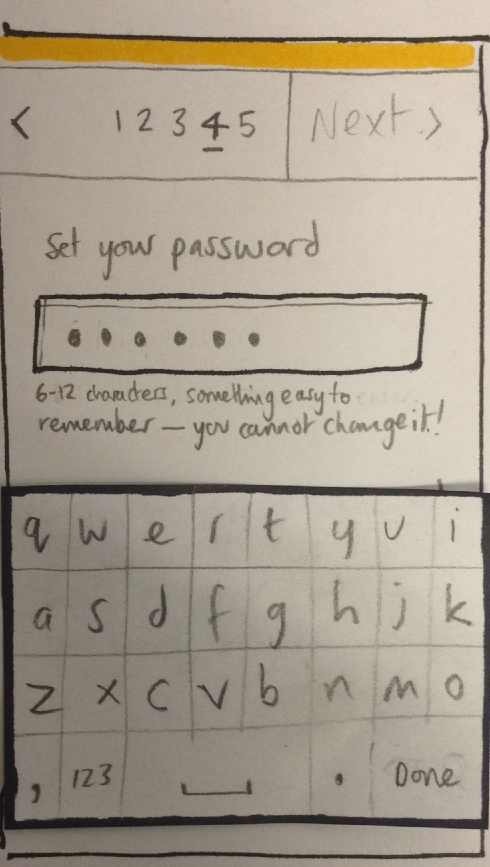 < 1 2 3 4 5 Next >
Set your password
• • • • • •
6-12 characters, something easy to
remember — you cannot change it!
q w e r t y u i
a s d f g h j k
z x c v b n m o
, 123 . Done